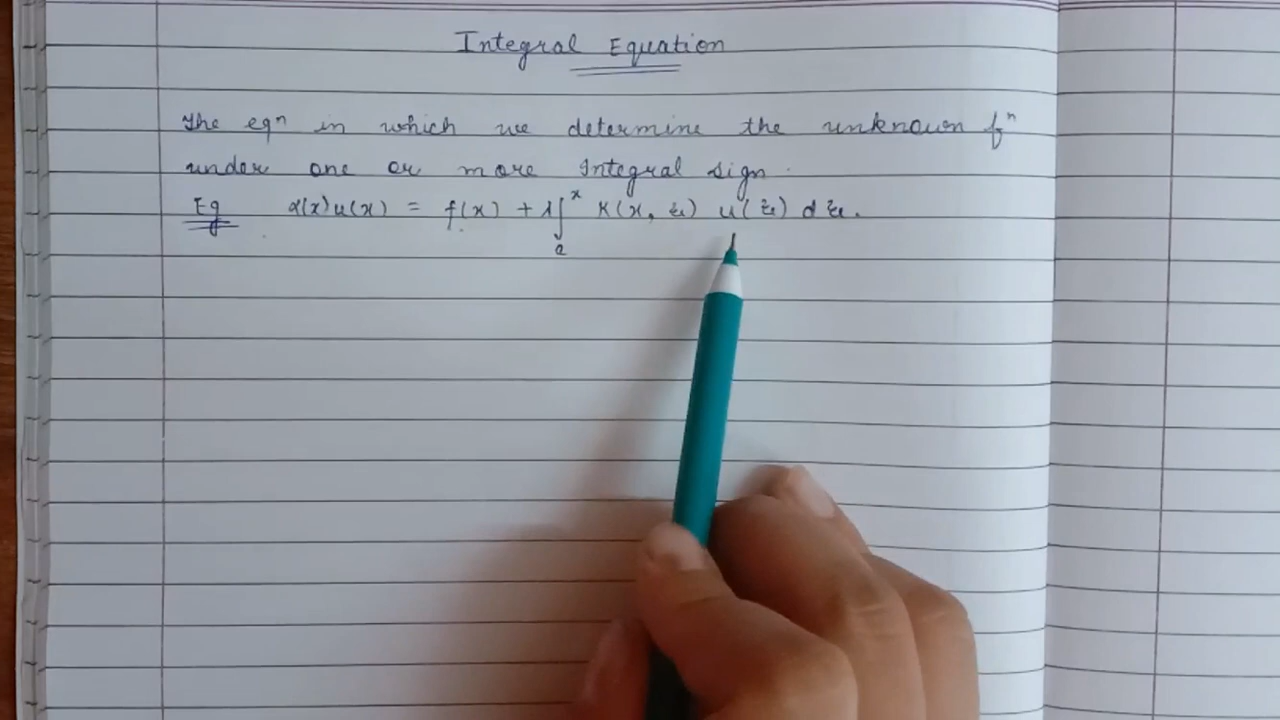 Integral Equation
The eqⁿ in which we determine the unknown fⁿ
under one or more Integral sign.
Eg α(x)u(x) = f(x) + λ∫ₐˣ K(x, ξ) u(ξ) dξ.